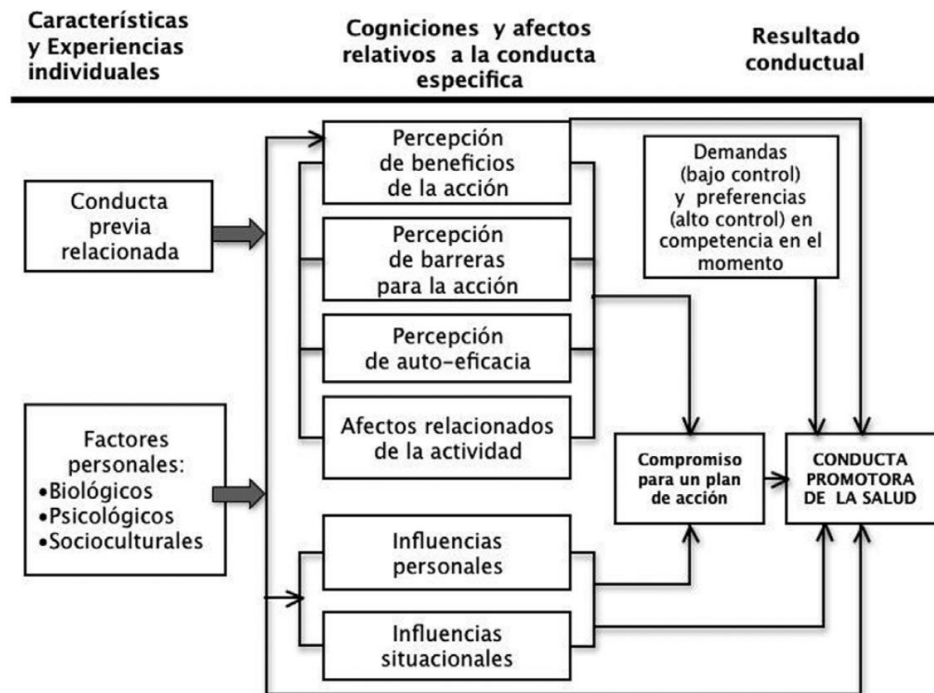 Características
y Experiencias
individuales
Cogniciones y afectos
relativos a la conducta
especifica
Resultado
conductual
Conducta
previa
relacionada
Factores
personales:
•Biológicos
•Psicológicos
•Socioculturales
Percepción
de beneficios
de la acción
Percepción
de barreras
para la acción
Percepción
de auto-eficacia
Afectos relacionados
de la actividad
Influencias
personales
Influencias
situacionales
Demandas
(bajo control)
y preferencias
(alto control) en
competencia en el
momento
Compromiso
para un plan
de acción
CONDUCTA
PROMOTORA
DE LA SALUD